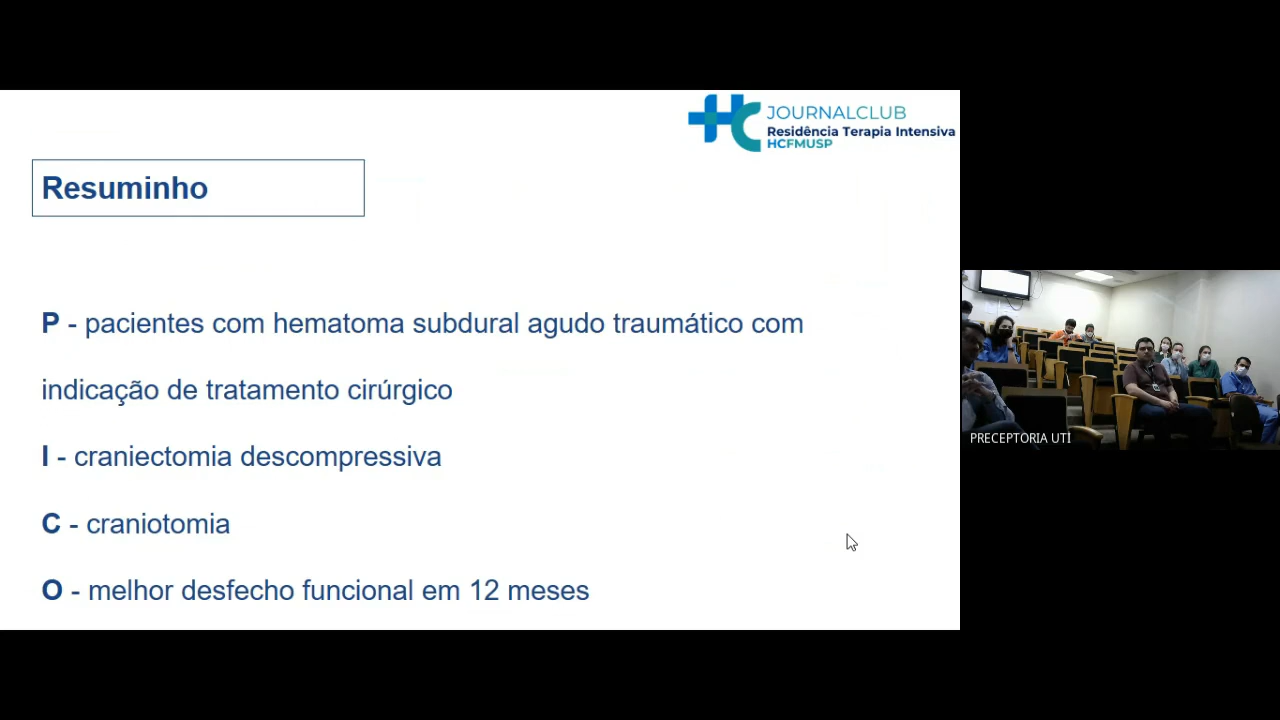 JOURNALCLUB
Residência Terapia Intensiva
HCFMUSP
Resuminho
P - pacientes com hematoma subdural agudo traumático com
indicação de tratamento cirúrgico
I - craniectomia descompressiva
C - craniotomia
O - melhor desfecho funcional em 12 meses
PRECEPTORIA UTI